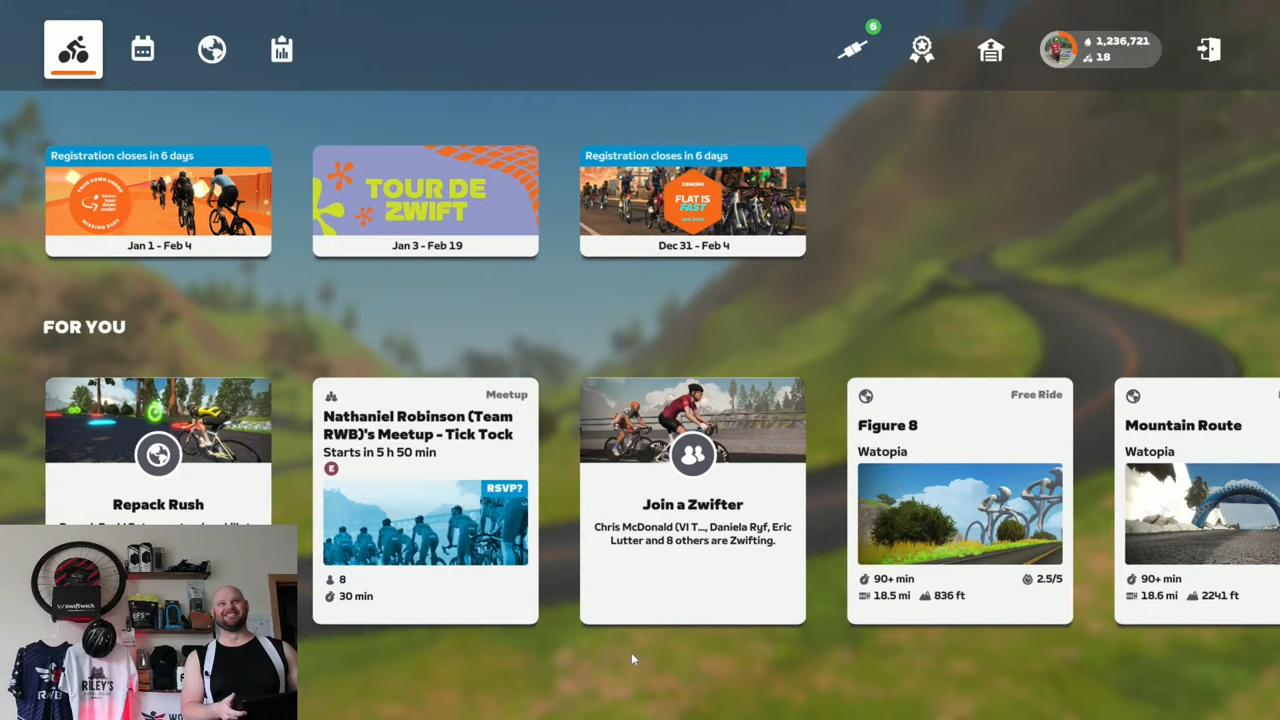 6
1,236,721
18
Registration closes in 6 days
Jan 1 - Feb 4
TOUR DE
ZWIFT
Jan 3 - Feb 19
Registration closes in 6 days
FLAT IS
FAST
Dec 31 - Feb 4
FOR YOU
Repack Rush
Meetup
Nathaniel Robinson (Team
RWB)'s Meetup - Tick Tock
Starts in 5 h 50 min
E
RSVP?
8
30 min
Join a Zwifter
Chris McDonald (VI T..., Daniela Ryf, Eric
Lutter and 8 others are Zwifting.
Free Ride
Figure 8
Watopia
90+ min
2.5/5
18.5 mi
836 ft
Mountain Route
Watopia
90+ min
18.6 mi
2241 ft
swiftwick
RILEY'S